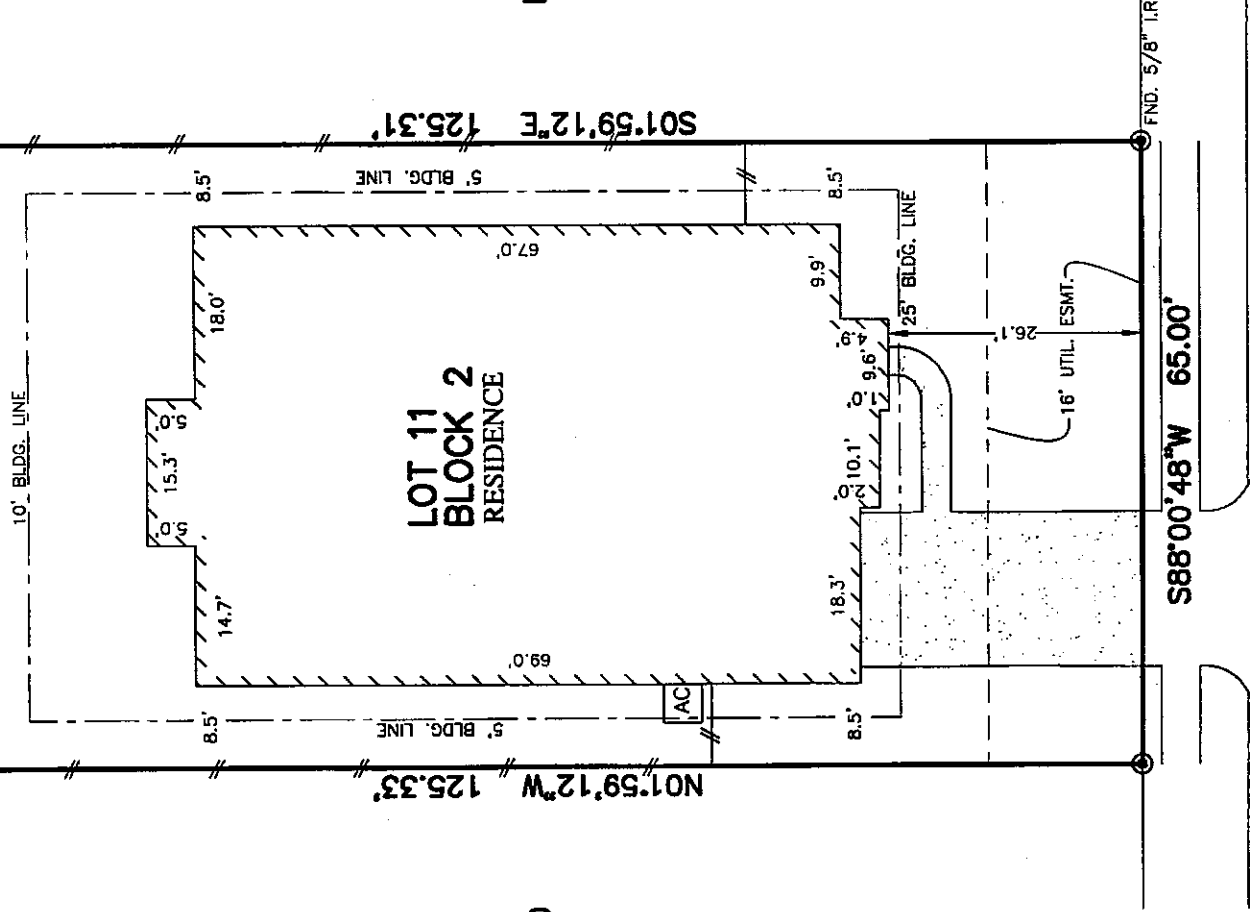 10' BLDG. LINE
S01°59'12"E 125.31'
8.5'
5' BLDG. LINE
18.0'
5.0'
15.3'
5.0'
14.7'
67.0'
LOT 11
BLOCK 2
RESIDENCE
69.0'
8.5'
5' BLDG. LINE
N01°59'12"W 125.33'
AC
8.5'
8.5'
9.9'
4.9'
9.6'
1.0'
10.1'
2.0'
18.3'
25' BLDG. LINE
26.1'
16' UTIL. ESMT.
FND. 5/8" I.R
S88°00'48"W 65.00'